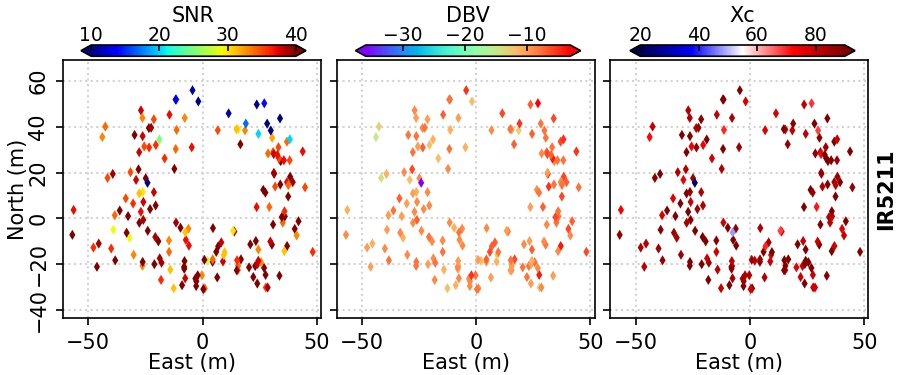 SNR DBV Xc
10 20 30 40 −30 −20 −10 20 40 60 80
North (m)
60
40
20
0
−20
−40
−50 0 50 −50 0 50 −50 0 50
East (m) East (m) East (m)
IR5211